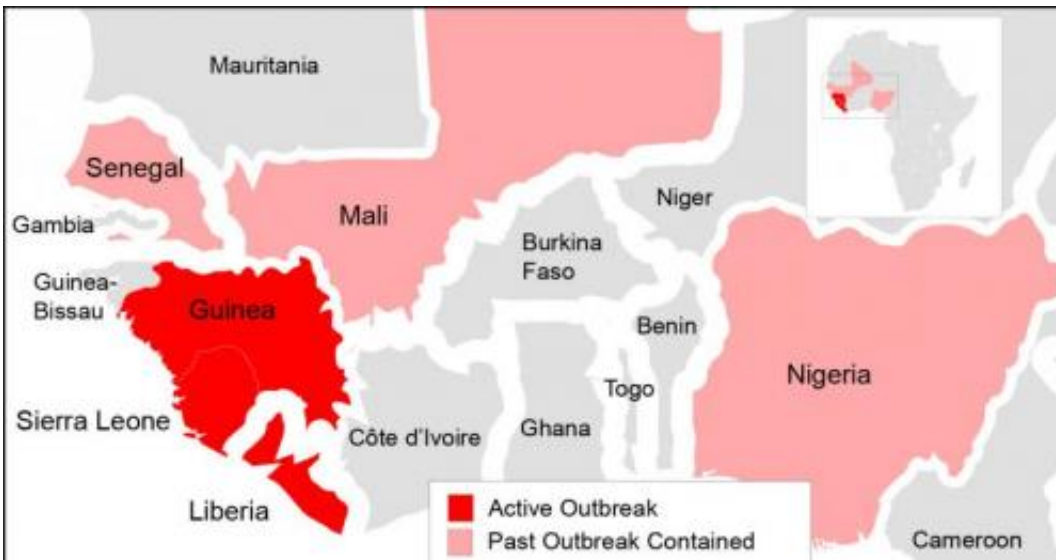 Mauritania
Senegal
Mali
Niger
Gambia
Burkina
Faso
Guinea-
Bissau
Guinea
Benin
Nigeria
Togo
Sierra Leone
Côte d'Ivoire
Ghana
Liberia
Active Outbreak
Past Outbreak Contained
Cameroon